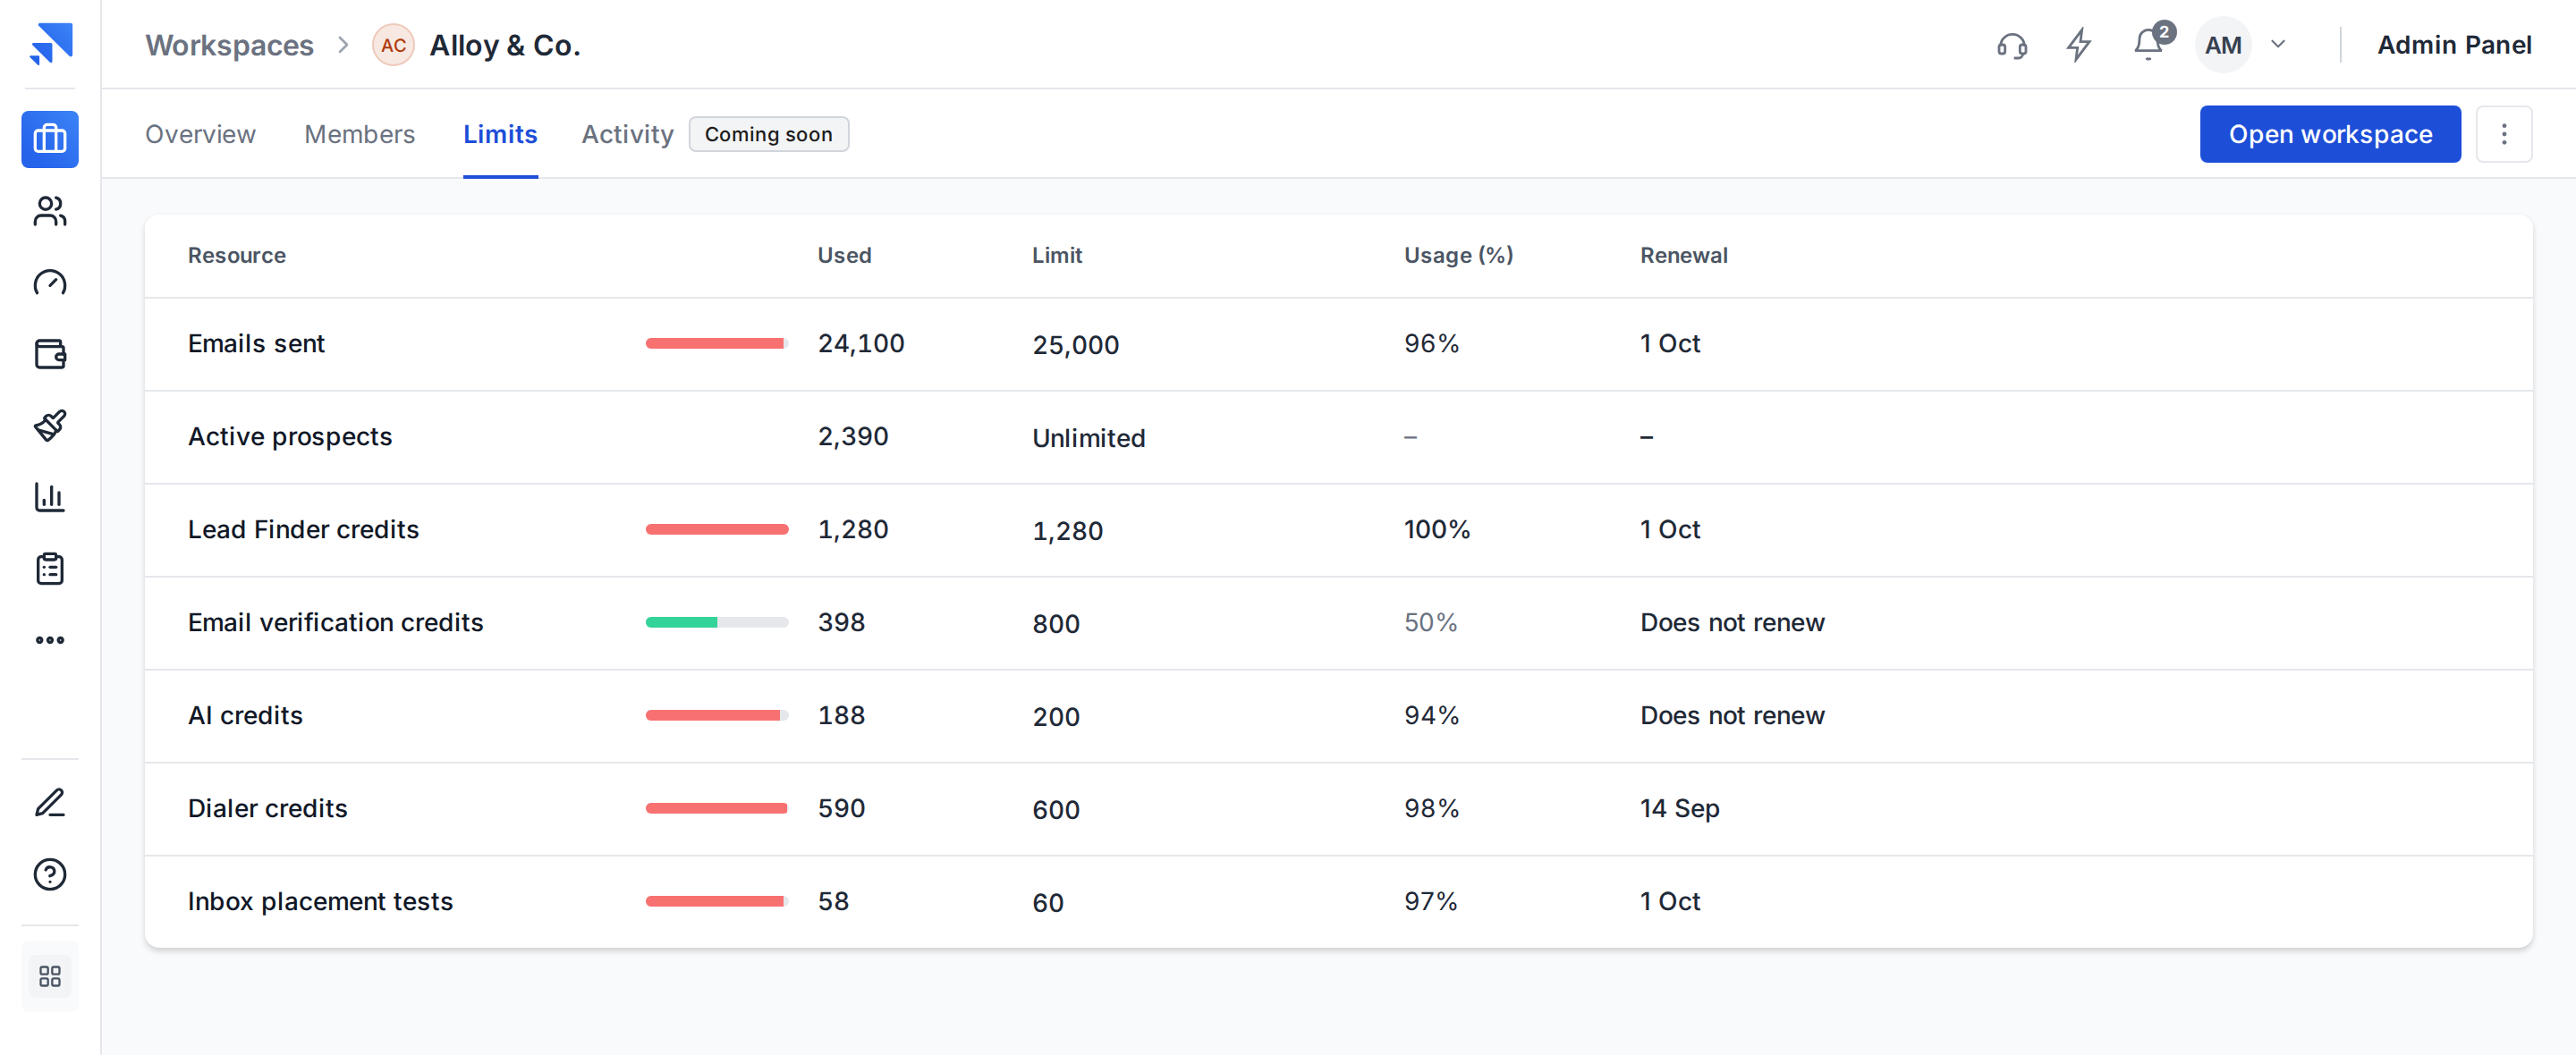 Workspaces AC Alloy & Co. 2 AM Admin Panel
Overview Members Limits Activity Coming soon Open workspace
Resource Used Limit Usage (%) Renewal
Emails sent 24,100 25,000 96% 1 Oct
Active prospects 2,390 Unlimited – –
Lead Finder credits 1,280 1,280 100% 1 Oct
Email verification credits 398 800 50% Does not renew
AI credits 188 200 94% Does not renew
Dialer credits 590 600 98% 14 Sep
Inbox placement tests 58 60 97% 1 Oct